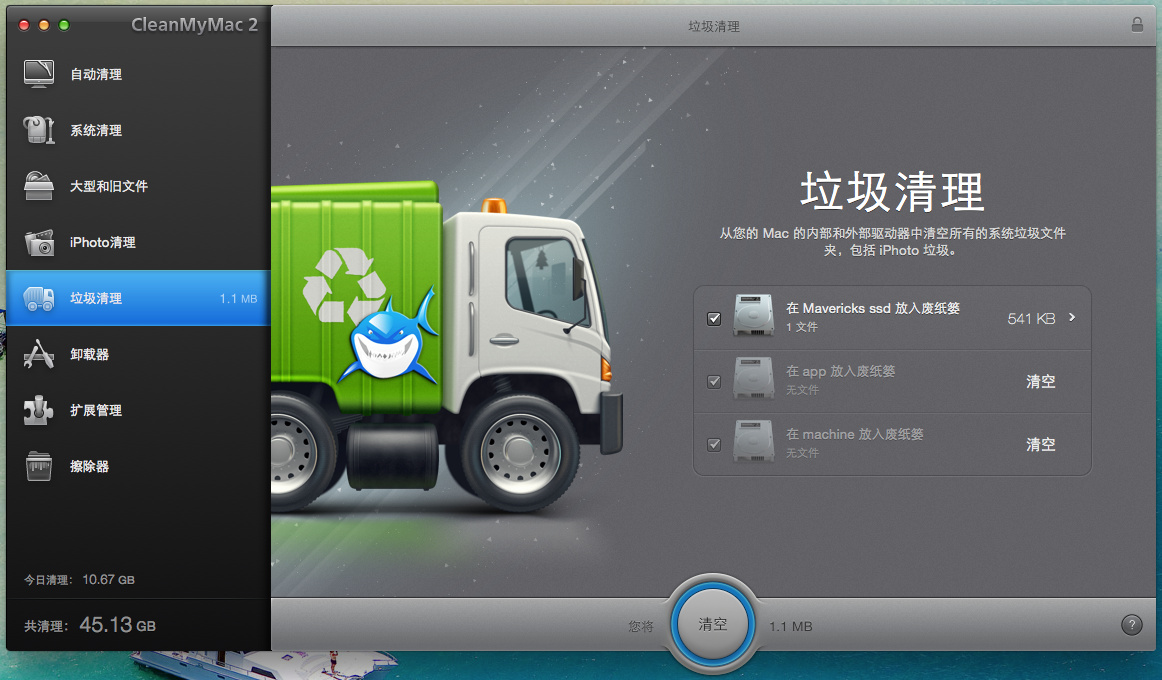 CleanMyMac 2
自动清理
系统清理
大型和旧文件
iPhoto清理
垃圾清理 1.1 MB
卸载器
扩展管理
擦除器
今日清理: 10.67 GB
共清理: 45.13 GB
垃圾清理
垃圾清理
从您的 Mac 的内部和外部驱动器中清空所有的系统垃圾文件
夹，包括 iPhoto 垃圾。
在 Mavericks ssd 放入废纸篓
1 文件
541 KB
在 app 放入废纸篓
无文件
清空
在 machine 放入废纸篓
无文件
清空
您将 清空 1.1 MB
?